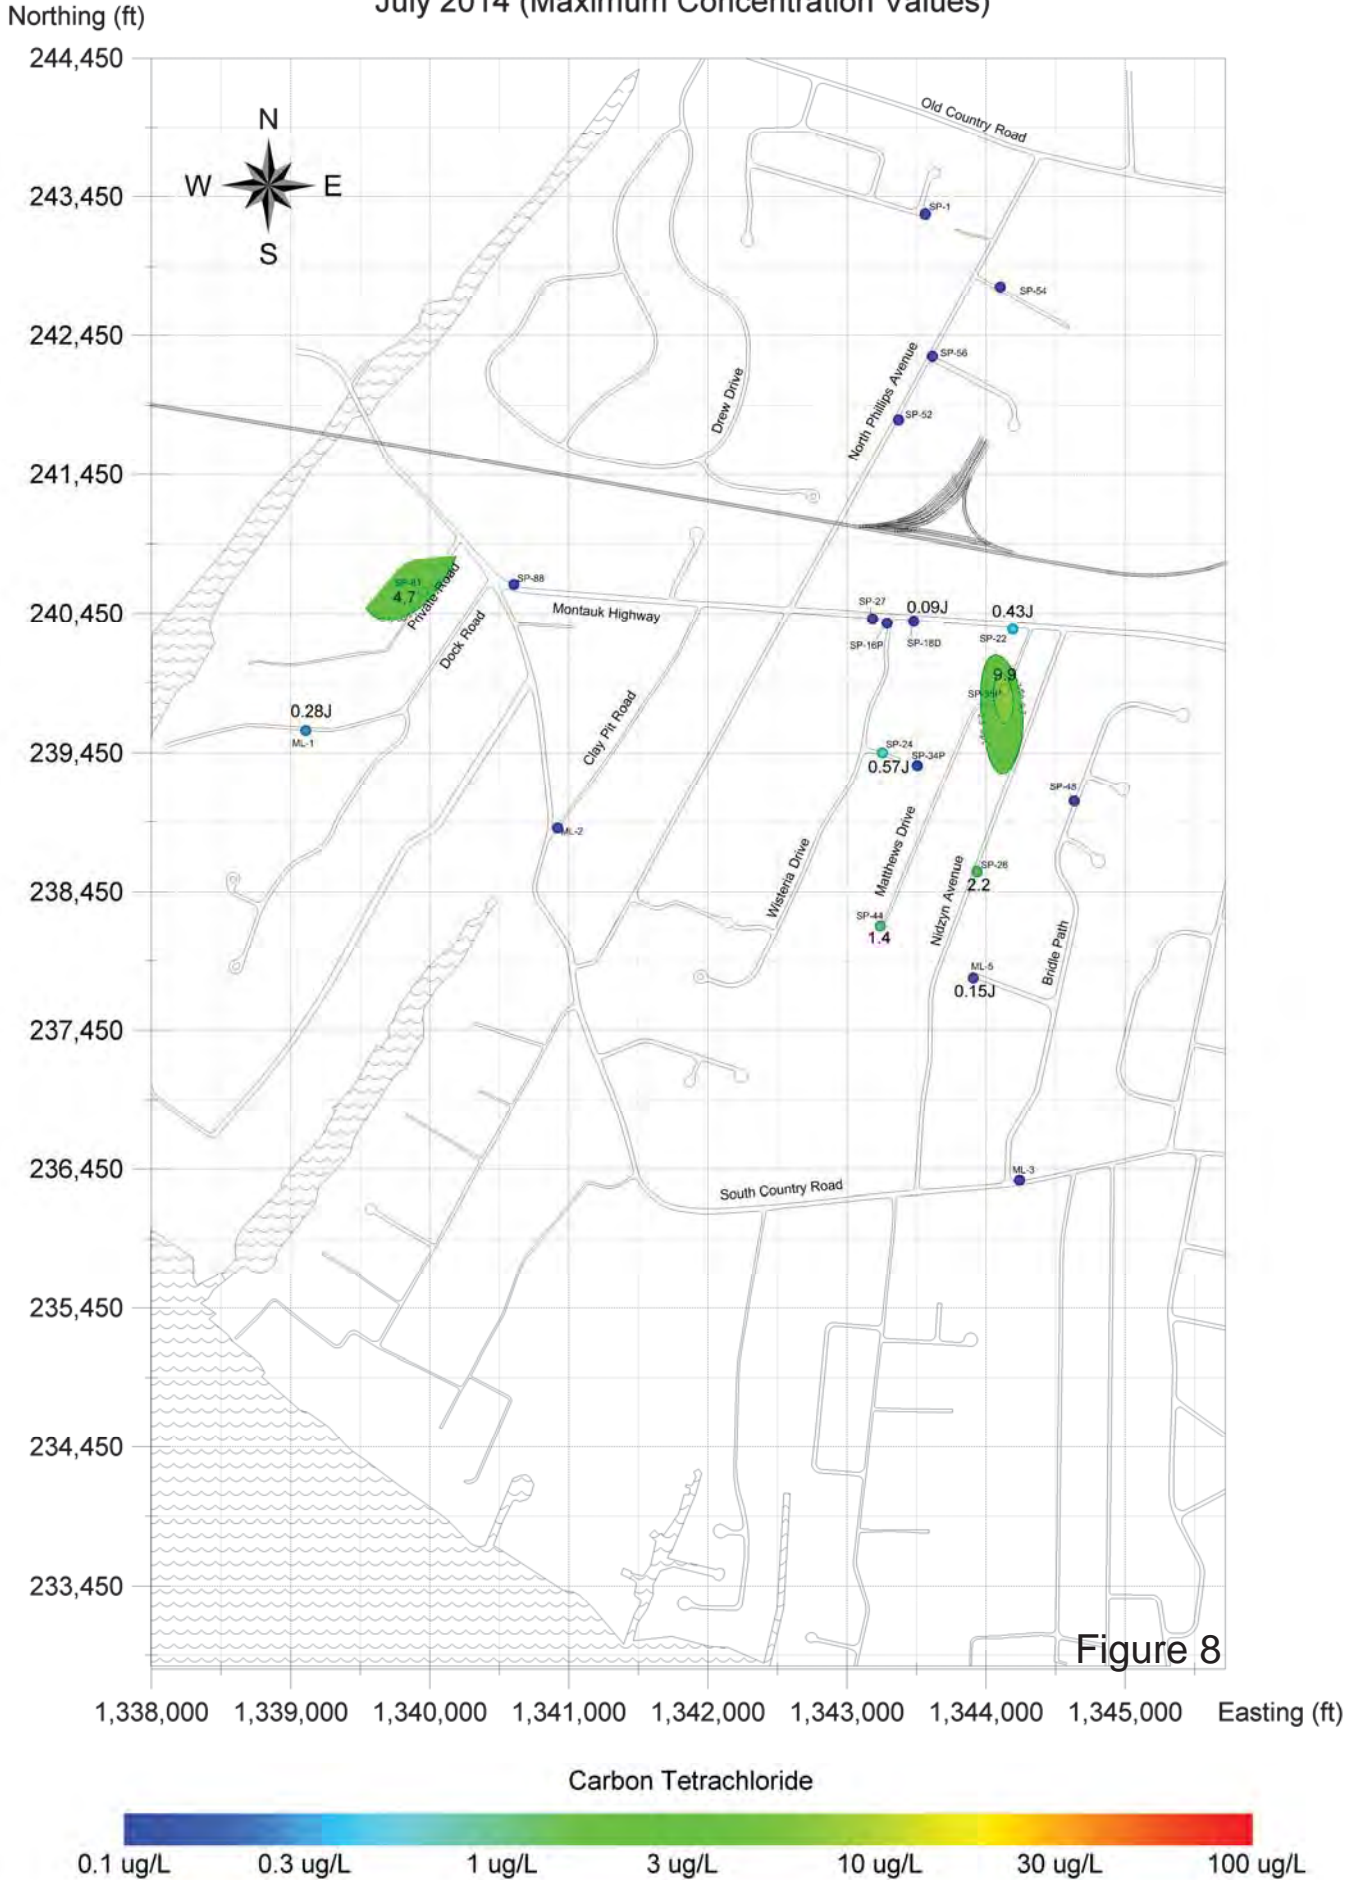 July 2014 (Maximum Concentration Values)
Northing (ft)
244,450
243,450
242,450
241,450
240,450
239,450
238,450
237,450
236,450
235,450
234,450
233,450
N
W
E
S
Old Country Road
SP-1
SP-54
SP-56
SP-52
North Phillips Avenue
Drew Drive
SP-81
4.7
Private Road
Dock Road
SP-88
Montauk Highway
SP-27
0.09J
0.43J
SP-16P
SP-18D
SP-22
9.9
0.28J
ML-1
Clay Pit Road
SP-24
0.57J
SP-34P
SP-48
ML-2
Wisteria Drive
Matthews Drive
Nidzyn Avenue
SP-26
2.2
SP-44
1.4
Bridle Path
ML-5
0.15J
ML-3
South Country Road
Figure 8
1,338,000
1,339,000
1,340,000
1,341,000
1,342,000
1,343,000
1,344,000
1,345,000
Easting (ft)
Carbon Tetrachloride
0.1 ug/L
0.3 ug/L
1 ug/L
3 ug/L
10 ug/L
30 ug/L
100 ug/L